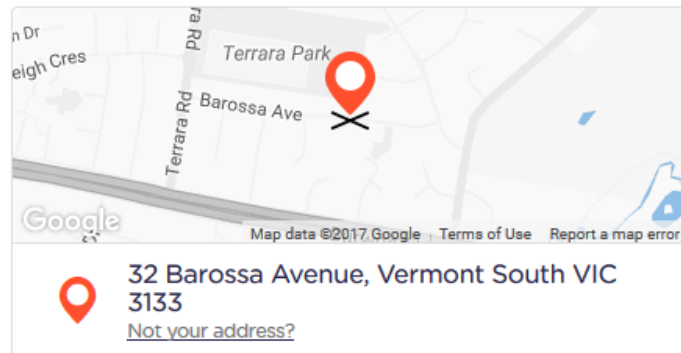 n Dr
eigh Cres
ra Rd
Terrara Park
Barossa Ave
Terrara Rd
Google
Map data ©2017 Google Terms of Use Report a map error
32 Barossa Avenue, Vermont South VIC
3133
Not your address?